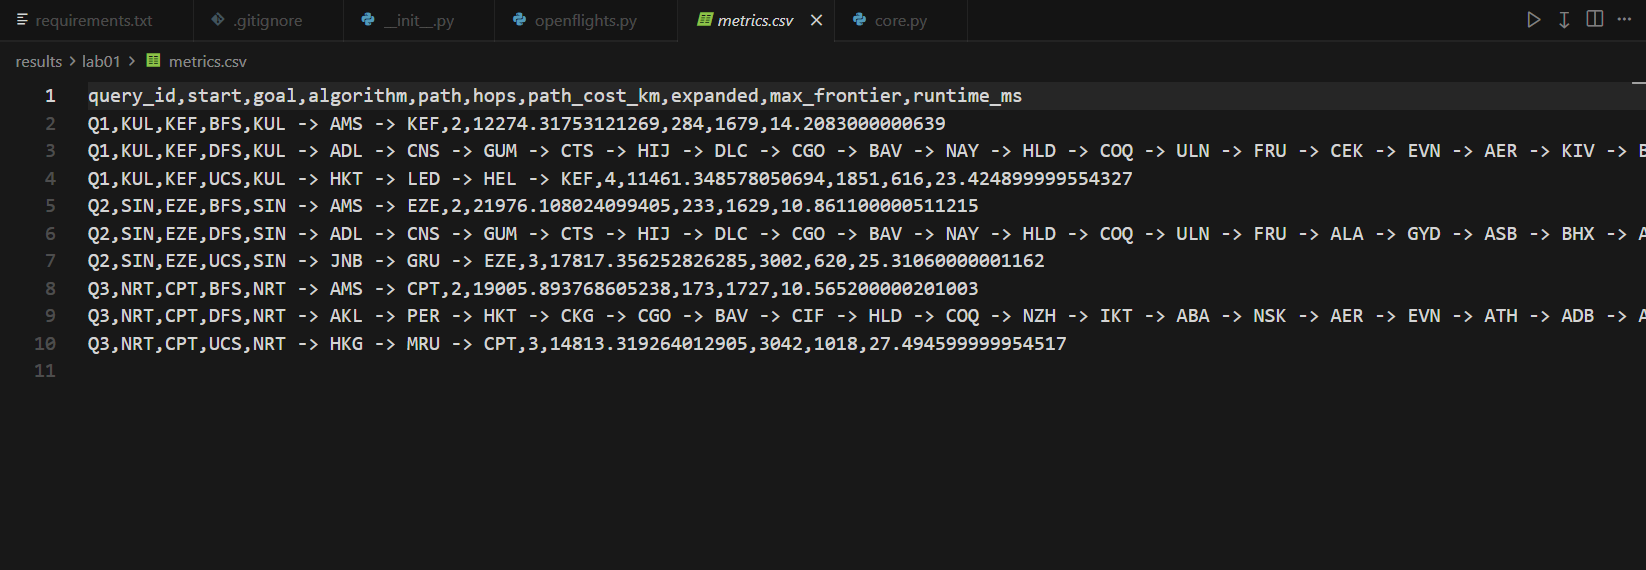 requirements.txt .gitignore __init__.py openflights.py metrics.csv core.py
results > lab01 > metrics.csv
1 query_id,start,goal,algorithm,path,hops,path_cost_km,expanded,max_frontier,runtime_ms
2 Q1,KUL,KEF,BFS,KUL -> AMS -> KEF,2,12274.31753121269,284,1679,14.2083000000639
3 Q1,KUL,KEF,DFS,KUL -> ADL -> CNS -> GUM -> CTS -> HIJ -> DLC -> CGO -> BAV -> NAY -> HLD -> COQ -> ULN -> FRU -> CEK -> EVN -> AER -> KIV ->
4 Q1,KUL,KEF,UCS,KUL -> HKT -> LED -> HEL -> KEF,4,11461.348578050694,1851,616,23.424899999554327
5 Q2,SIN,EZE,BFS,SIN -> AMS -> EZE,2,21976.108024099405,233,1629,10.861100000511215
6 Q2,SIN,EZE,DFS,SIN -> ADL -> CNS -> GUM -> CTS -> HIJ -> DLC -> CGO -> BAV -> NAY -> HLD -> COQ -> ULN -> FRU -> ALA -> GYD -> ASB -> BHX ->
7 Q2,SIN,EZE,UCS,SIN -> JNB -> GRU -> EZE,3,17817.356252826285,3002,620,25.31060000001162
8 Q3,NRT,CPT,BFS,NRT -> AMS -> CPT,2,19005.893768605238,173,1727,10.565200000201003
9 Q3,NRT,CPT,DFS,NRT -> AKL -> PER -> HKT -> CKG -> CGO -> BAV -> CIF -> HLD -> COQ -> NZH -> IKT -> ABA -> NSK -> AER -> EVN -> ATH -> ADB ->
10 Q3,NRT,CPT,UCS,NRT -> HKG -> MRU -> CPT,3,14813.319264012905,3042,1018,27.494599999954517
11